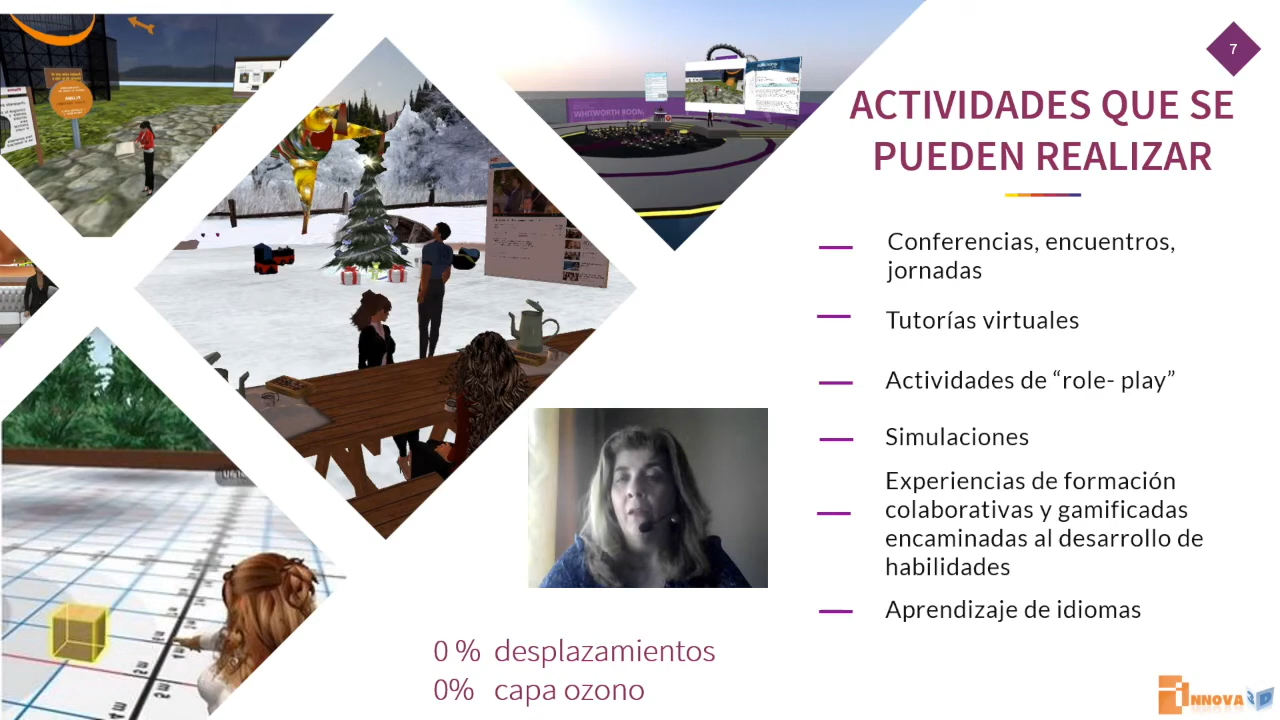 7
ACTIVIDADES QUE SE
PUEDEN REALIZAR
Conferencias, encuentros,
jornadas
Tutorías virtuales
Actividades de “role- play”
Simulaciones
Experiencias de formación
colaborativas y gamificadas
encaminadas al desarrollo de
habilidades
Aprendizaje de idiomas
WHITWORTH ROOM
0 % desplazamientos
0% capa ozono
INNOVA 3D